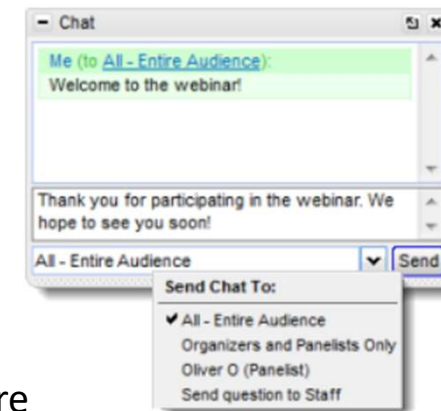 Chat
Me (to All - Entire Audience):
Welcome to the webinar!
Thank you for participating in the webinar. We
hope to see you soon!
All - Entire Audience
Send
Send Chat To:
All - Entire Audience
Organizers and Panelists Only
Oliver O (Panelist)
Send question to Staff
re